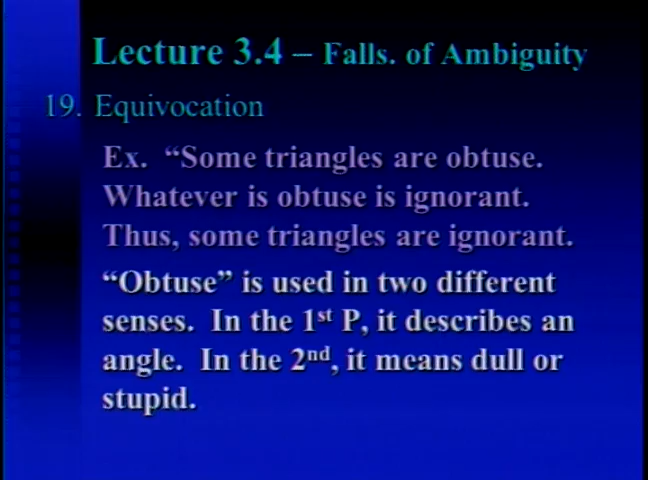 Lecture 3.4 – Falls. of Ambiguity
19. Equivocation
Ex. “Some triangles are obtuse.
Whatever is obtuse is ignorant.
Thus, some triangles are ignorant.
“Obtuse” is used in two different
senses. In the 1st P, it describes an
angle. In the 2nd, it means dull or
stupid.